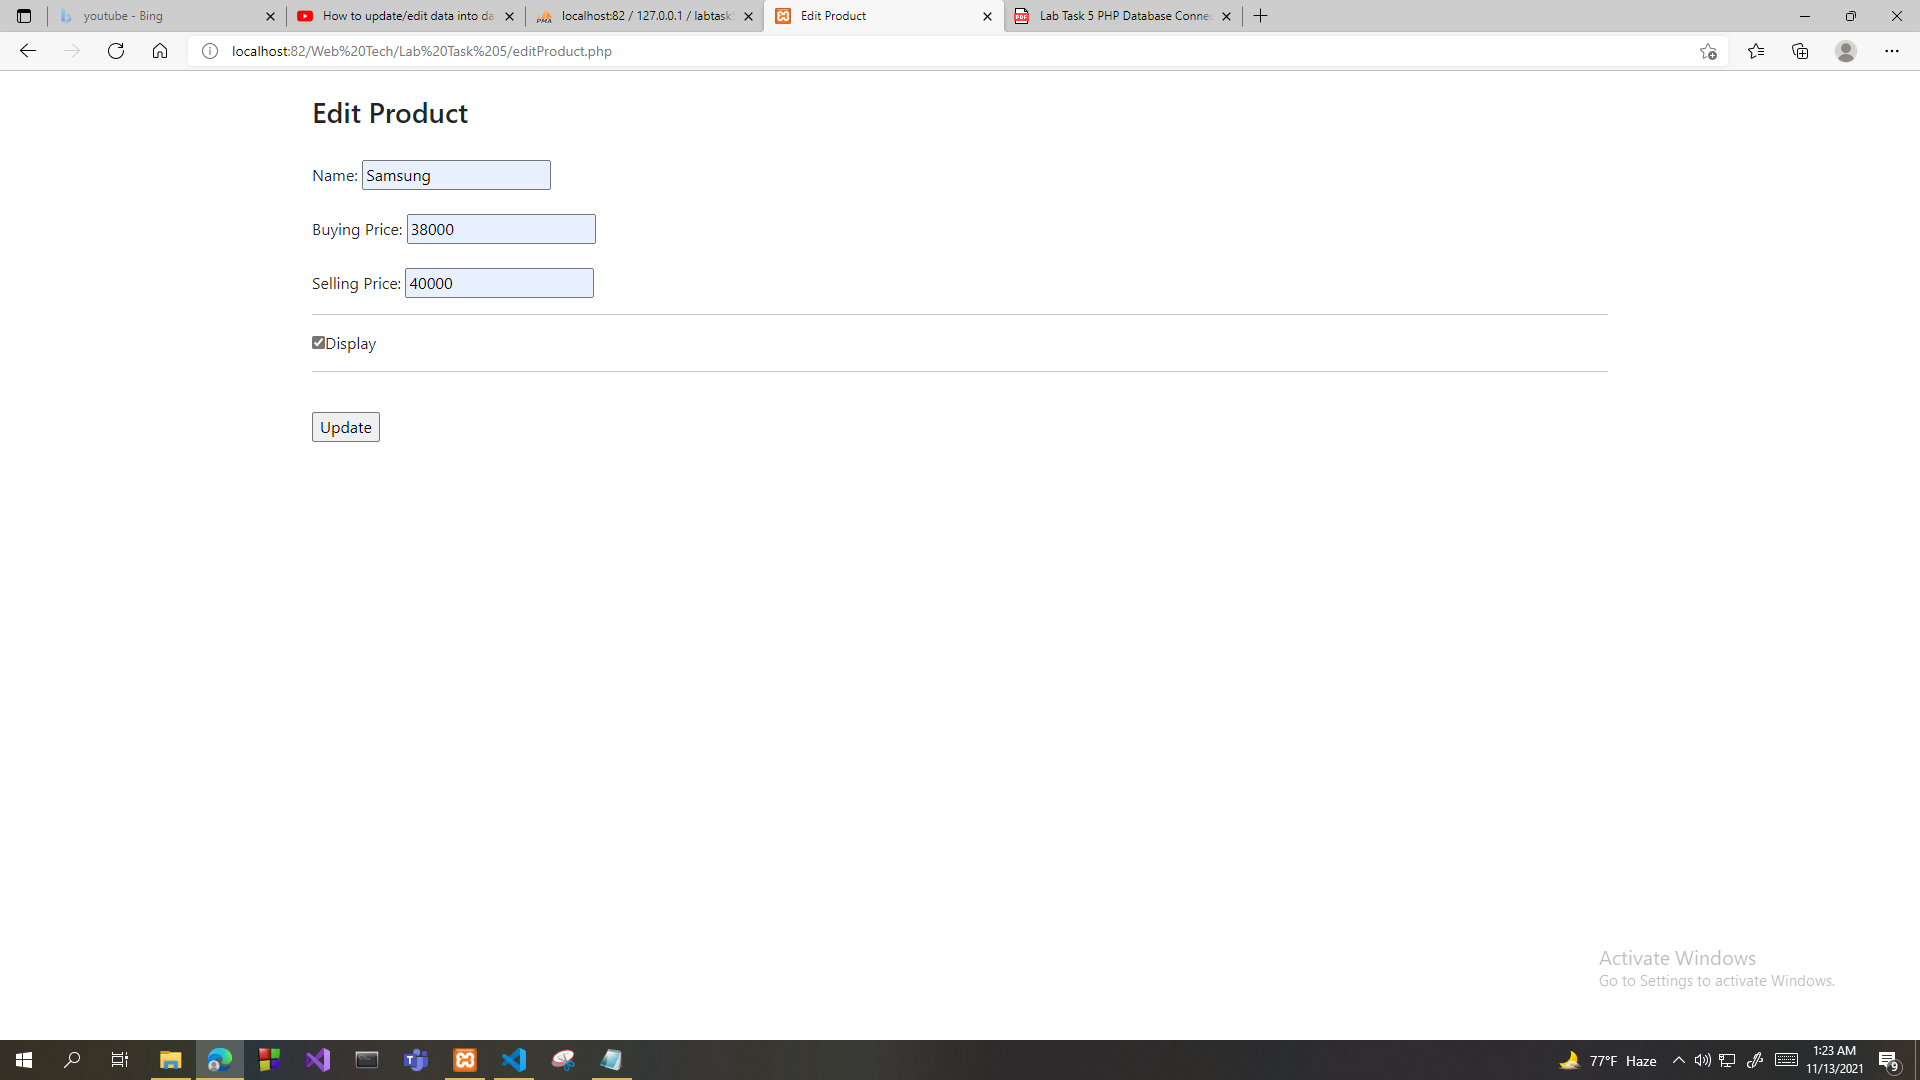 youtube - Bing
How to update/edit data into da
localhost:82 / 127.0.0.1 / labtask5
Edit Product
Lab Task 5 PHP Database Connec
localhost:82/Web%20Tech/Lab%20Task%205/editProduct.php
Edit Product
Name: Samsung
Buying Price: 38000
Selling Price: 40000
Display
Update
Activate Windows
Go to Settings to activate Windows.
77°F Haze
1:23 AM
11/13/2021
9